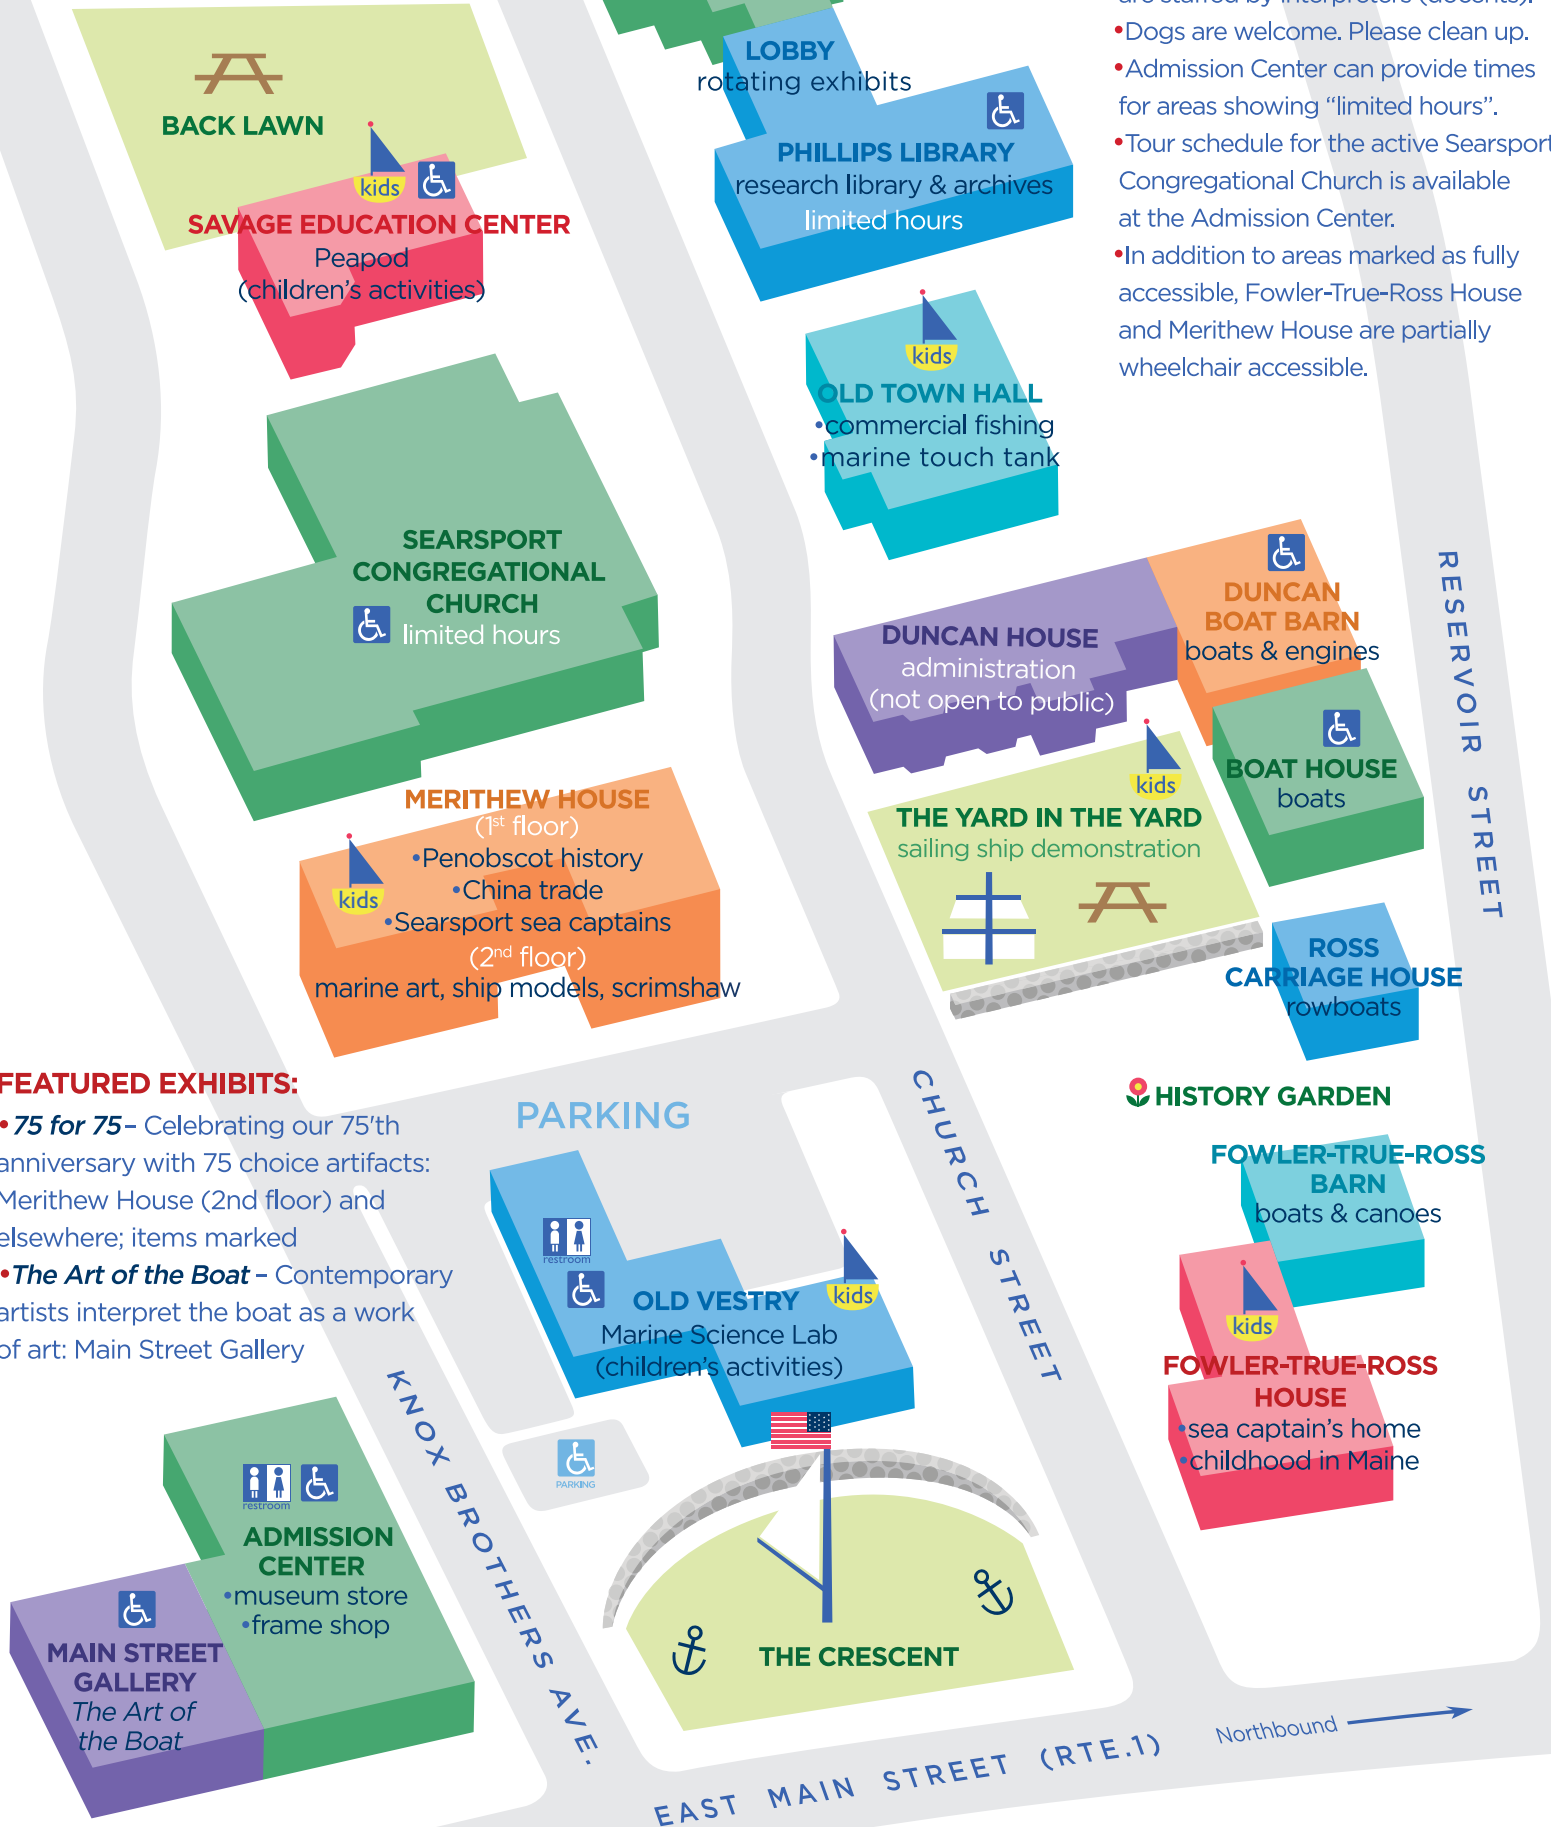 are staffed by interpreters (docents).
•Dogs are welcome. Please clean up.
•Admission Center can provide times
for areas showing “limited hours”.
•Tour schedule for the active Searsport
Congregational Church is available
at the Admission Center.
•In addition to areas marked as fully
accessible, Fowler-True-Ross House
and Merithew House are partially
wheelchair accessible.
LOBBY
rotating exhibits
PHILLIPS LIBRARY
research library & archives
limited hours
BACK LAWN
kids
SAVAGE EDUCATION CENTER
Peapod
(children’s activities)
kids
OLD TOWN HALL
•commercial fishing
•marine touch tank
SEARSPORT
CONGREGATIONAL
CHURCH
limited hours
DUNCAN HOUSE
administration
(not open to public)
DUNCAN
BOAT BARN
boats & engines
RESERVOIR STREET
BOAT HOUSE
boats
kids
THE YARD IN THE YARD
sailing ship demonstration
MERITHEW HOUSE
(1st floor)
•Penobscot history
•China trade
•Searsport sea captains
(2nd floor)
marine art, ship models, scrimshaw
kids
ROSS
CARRIAGE HOUSE
rowboats
HISTORY GARDEN
FOWLER-TRUE-ROSS
BARN
boats & canoes
kids
FOWLER-TRUE-ROSS
HOUSE
•sea captain’s home
•childhood in Maine
FEATURED EXHIBITS:
•75 for 75 – Celebrating our 75'th
anniversary with 75 choice artifacts:
Merithew House (2nd floor) and
elsewhere; items marked
•The Art of the Boat – Contemporary
artists interpret the boat as a work
of art: Main Street Gallery
PARKING
CHURCH STREET
restroom
kids
OLD VESTRY
Marine Science Lab
(children’s activities)
PARKING
KNOX BROTHERS AVE.
restroom
ADMISSION
CENTER
•museum store
•frame shop
MAIN STREET
GALLERY
The Art of
the Boat
THE CRESCENT
EAST MAIN STREET (RTE.1)
Northbound